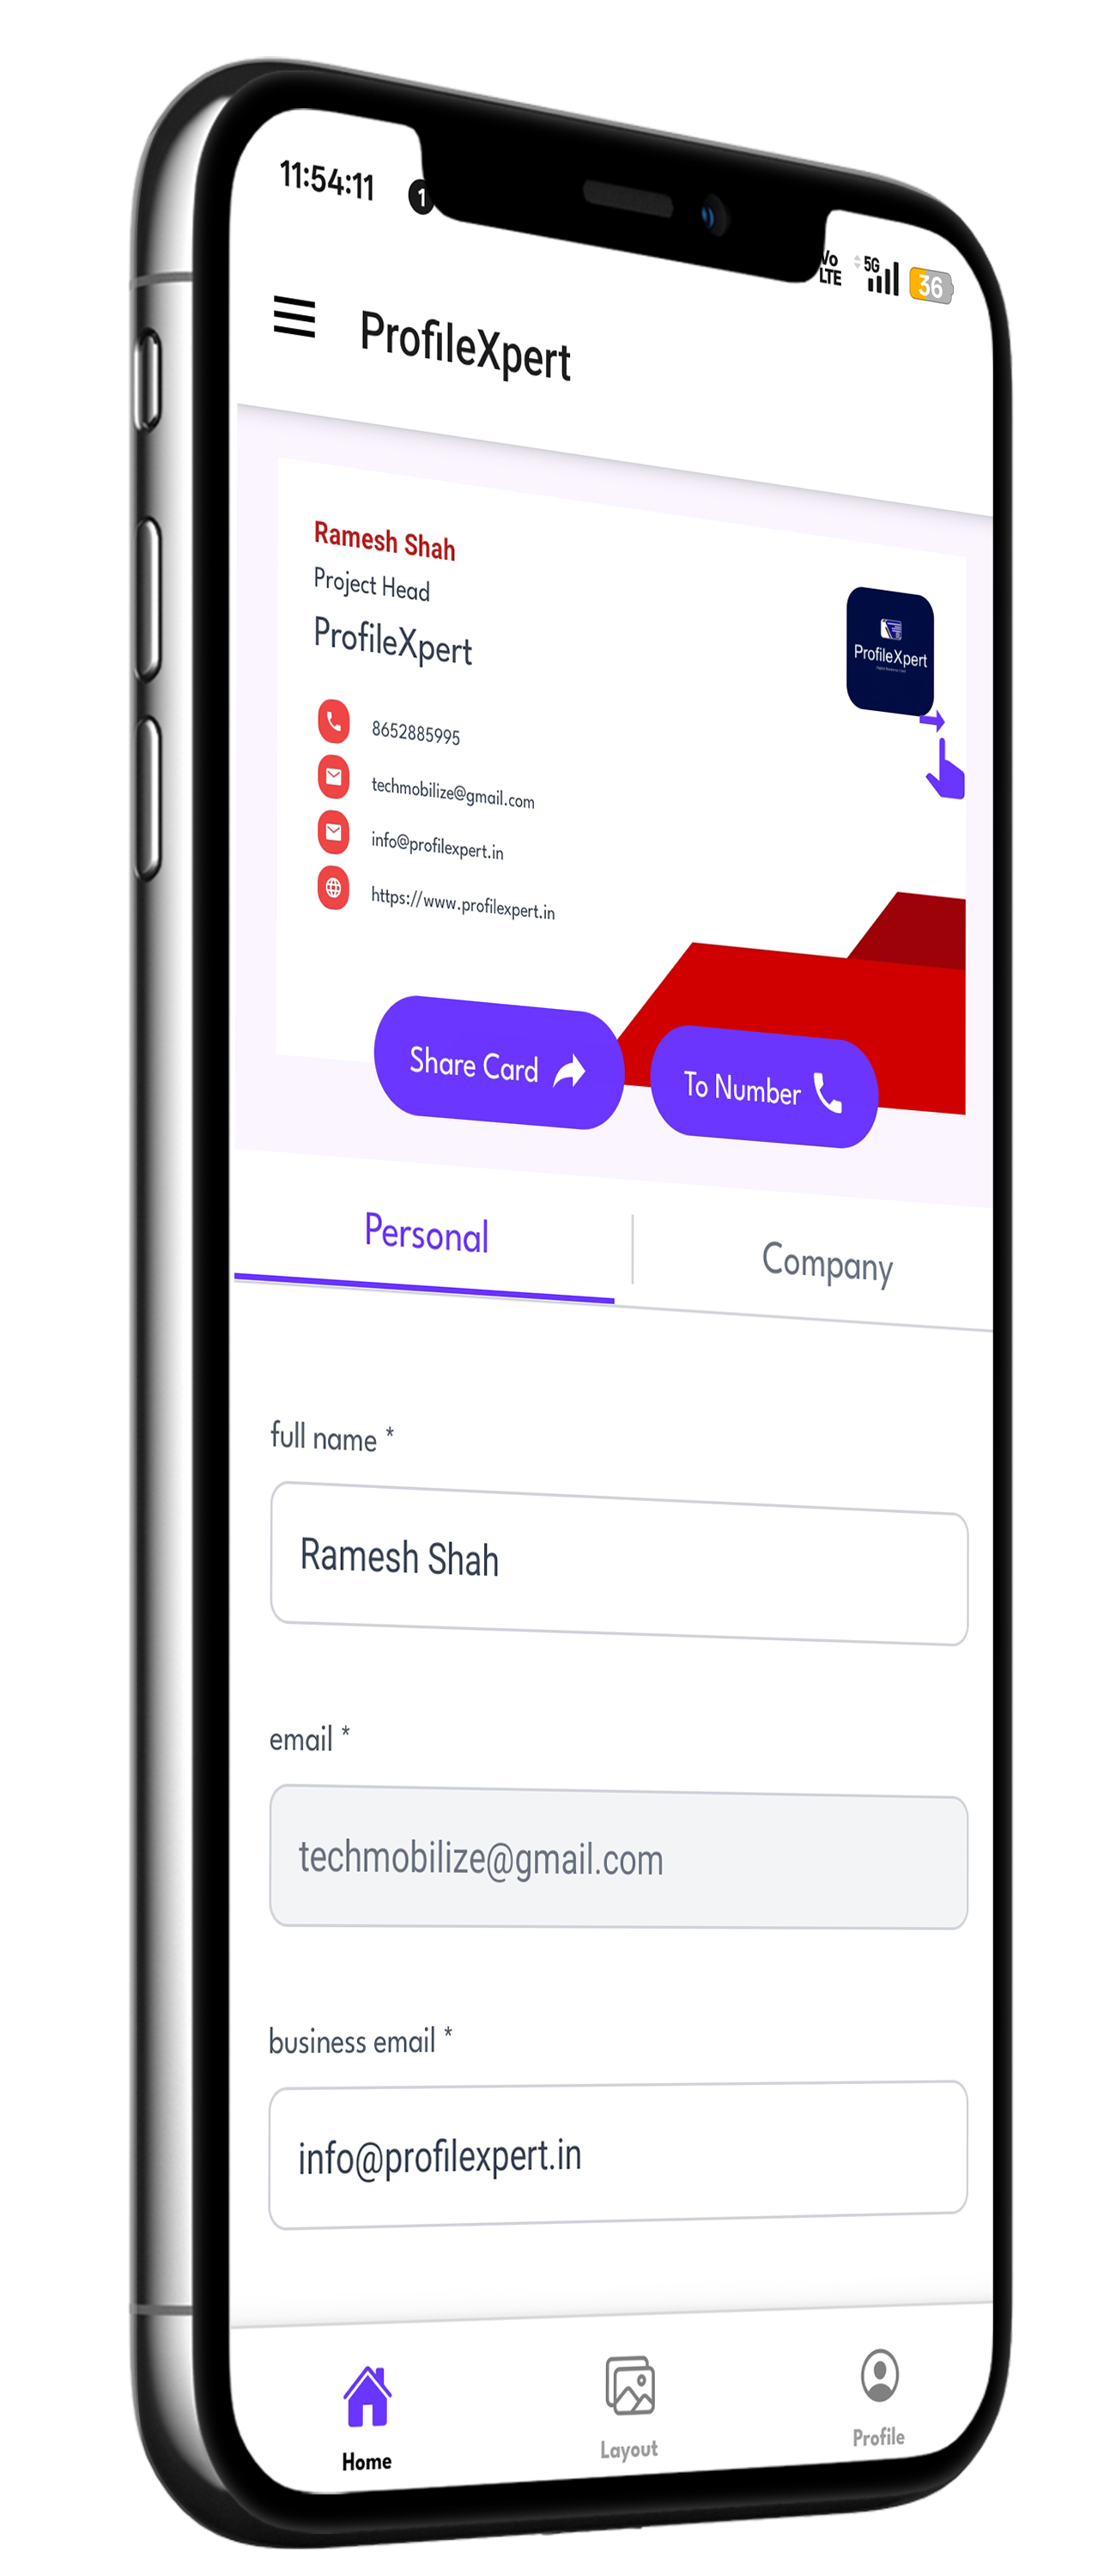 11:54:11
1
Vo
LTE
5G
36
ProfileXpert
Ramesh Shah
Project Head
ProfileXpert
ProfileXpert
8652885995
techmobilize@gmail.com
info@profilexpert.in
https://www.profilexpert.in
Share Card
To Number
Personal
Company
full name *
Ramesh Shah
email *
techmobilize@gmail.com
business email *
info@profilexpert.in
Home
Layout
Profile